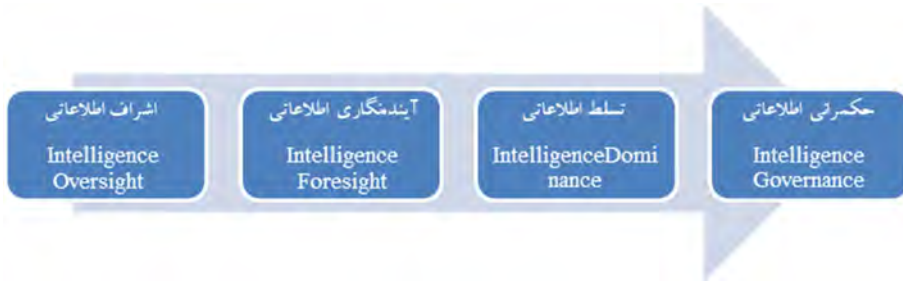 اشراف اطلاعاتی
Intelligence
Oversight
آیندهنگاری اطلاعاتی
Intelligence
Foresight
تسلط اطلاعاتی
IntelligenceDomi
nance
حکمرانی اطلاعاتی
Intelligence
Governance